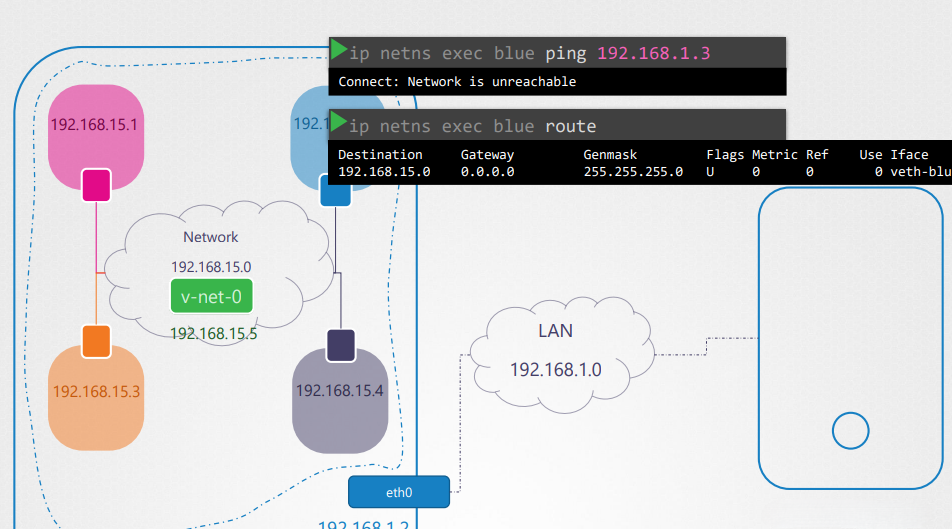 ip netns exec blue ping 192.168.1.3
Connect: Network is unreachable
ip netns exec blue route
Destination Gateway Genmask Flags Metric Ref Use Iface
192.168.15.0 0.0.0.0 255.255.255.0 U 0 0 0 veth-blu
192.168.15.1
192.1
Network
192.168.15.0
v-net-0
192.168.15.5
192.168.15.3
192.168.15.4
LAN
192.168.1.0
eth0
192.168.1.2